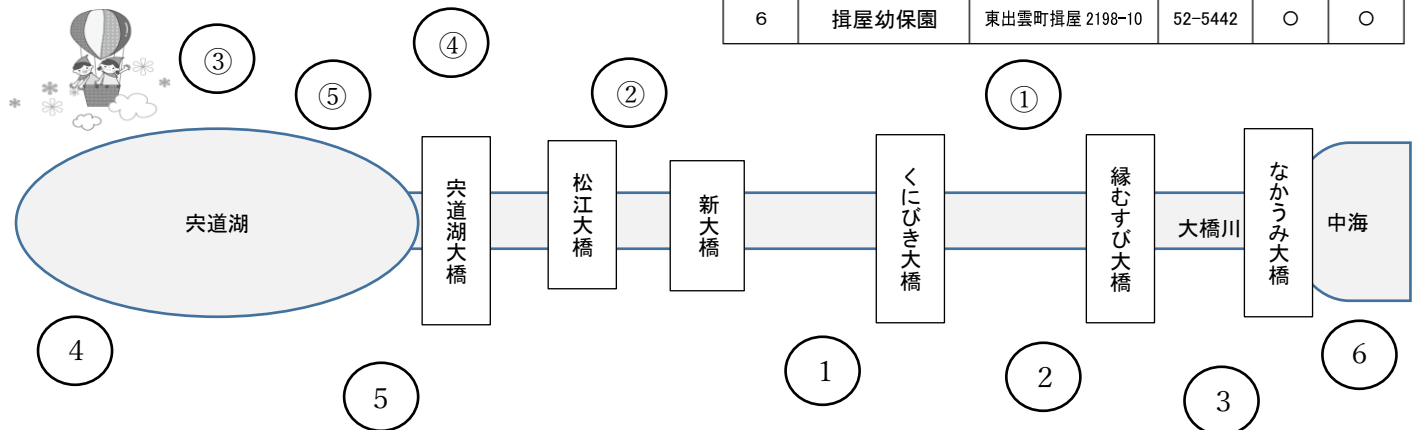 6 揖屋幼保園 東出雲町揖屋 2198-10 52-5442 ○ ○
③
④
⑤
②
①
宍道湖
宍道湖大橋
松江大橋
新大橋
くにびき大橋
縁むすび大橋
大橋川
なかうみ大橋
中海
4
5
1
2
3
6